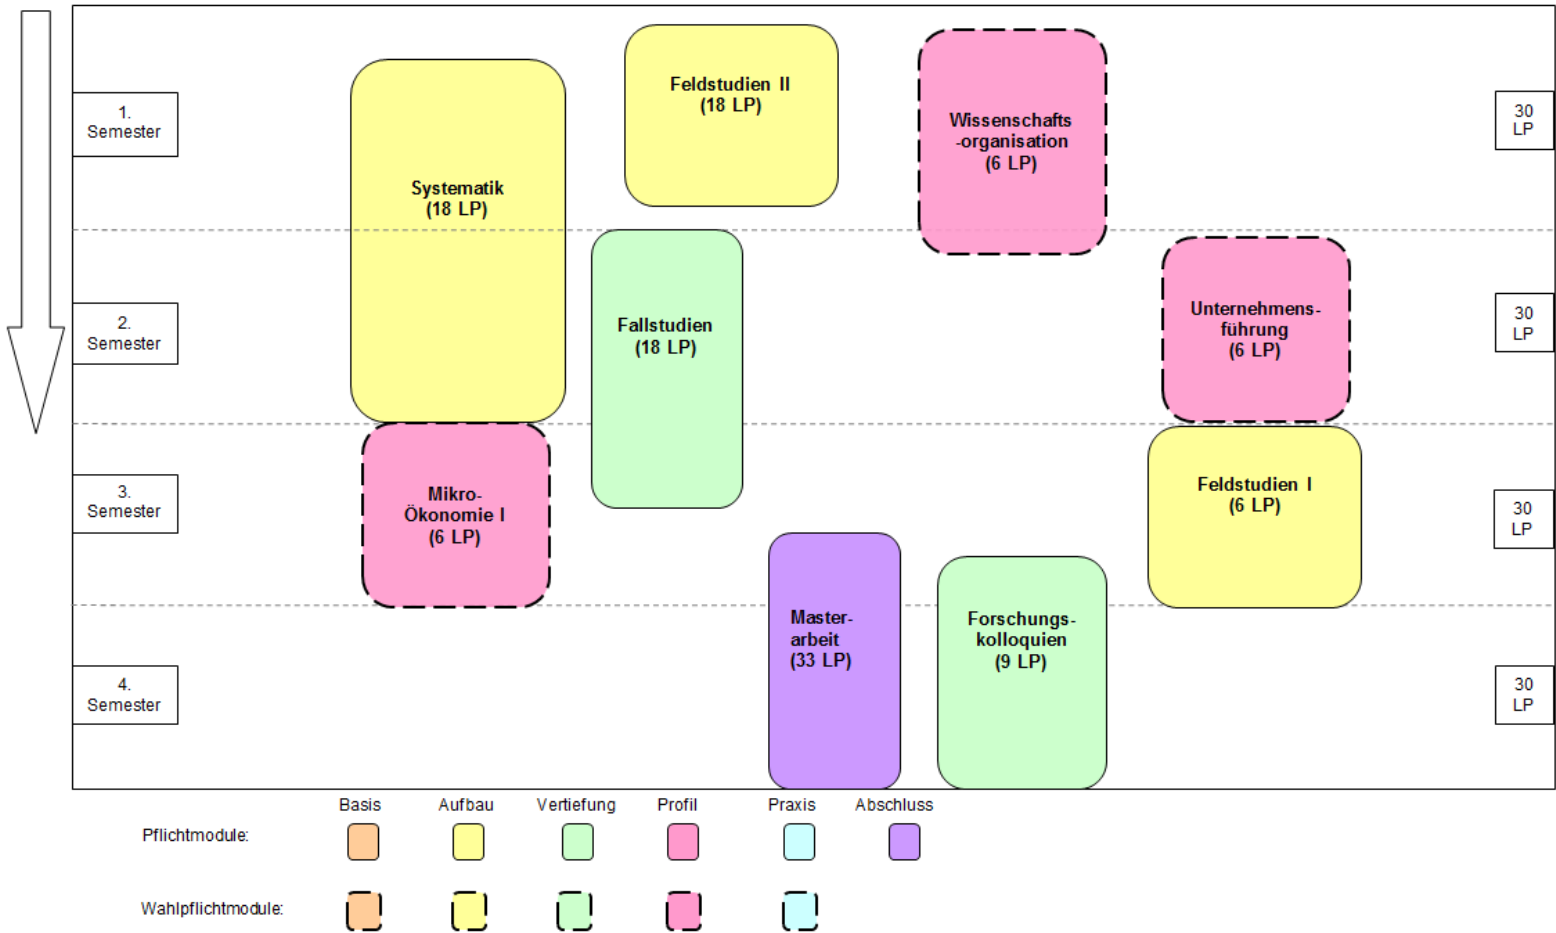 1.
Semester
Systematik
(18 LP)
Feldstudien II
(18 LP)
Wissenschafts
-organisation
(6 LP)
30
LP
2.
Semester
Fallstudien
(18 LP)
Unternehmens-
führung
(6 LP)
30
LP
3.
Semester
Mikro-
Ökonomie I
(6 LP)
Feldstudien I
(6 LP)
30
LP
4.
Semester
Master-
arbeit
(33 LP)
Forschungs-
kolloquien
(9 LP)
30
LP
Basis Aufbau Vertiefung Profil Praxis Abschluss
Pflichtmodule:
Wahlpflichtmodule: